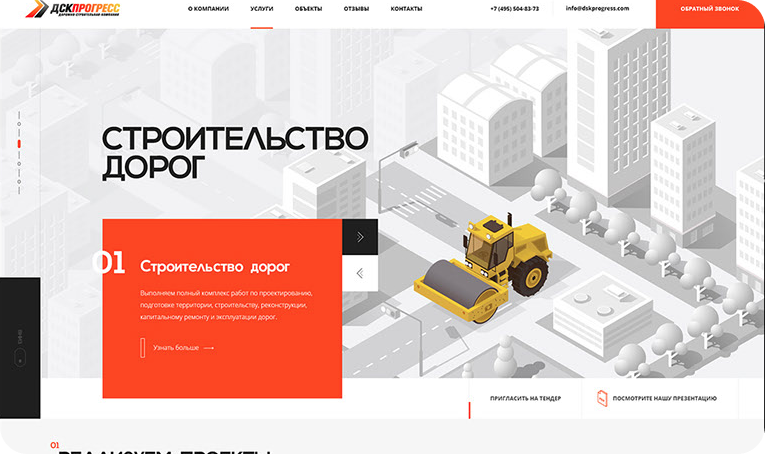 ДСКПРОГРЕСС
ДОРОЖНО-СТРОИТЕЛЬНАЯ КОМПАНИЯ
О КОМПАНИИ УСЛУГИ ОБЪЕКТЫ ОТЗЫВЫ КОНТАКТЫ +7 (495) 504-83-73 info@dskprogress.com ОБРАТНЫЙ ЗВОНОК
СТРОИТЕЛЬСТВО
ДОРОГ
01 Строительство дорог
Выполняем полный комплекс работ по проектированию,
подготовке территории, строительству, реконструкции,
капитальному ремонту и эксплуатации дорог.
Узнать больше
ПРИГЛАСИТЬ НА ТЕНДЕР ПОСМОТРИТЕ НАШУ ПРЕЗЕНТАЦИЮ
01
РЕАЛИЗУЕМ ПРОЕКТЫ